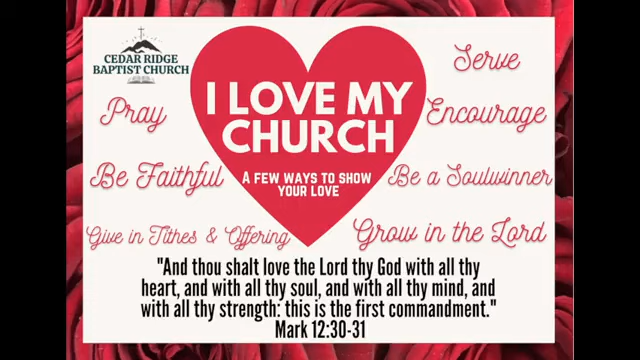 CEDAR RIDGE
BAPTIST CHURCH
I LOVE MY
CHURCH
A FEW WAYS TO SHOW
YOUR LOVE
Pray
Be Faithful
Give in Tithes & Offering
Serve
Encourage
Be a Soulwinner
Grow in the Lord
"And thou shalt love the Lord thy God with all thy
heart, and with all thy soul, and with all thy mind, and
with all thy strength: this is the first commandment."
Mark 12:30-31